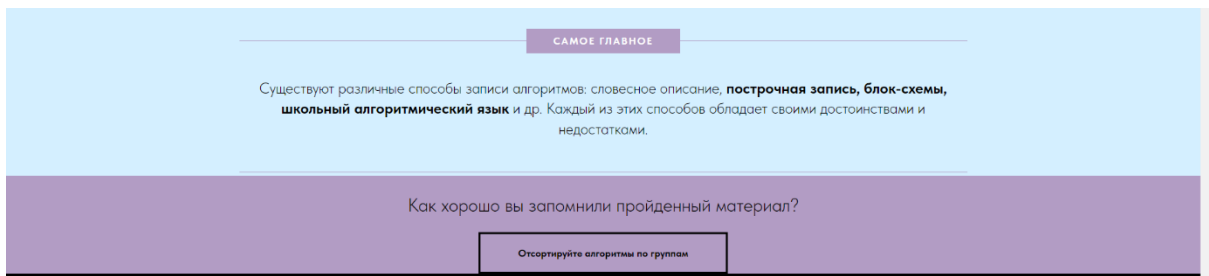 САМОЕ ГЛАВНОЕ
Существуют различные способы записи алгоритмов: словесное описание, построчная запись, блок-схемы,
школьный алгоритмический язык и др. Каждый из этих способов обладает своими достоинствами и
недостатками.
Как хорошо вы запомнили пройденный материал?
Отсортируйте алгоритмы по группам